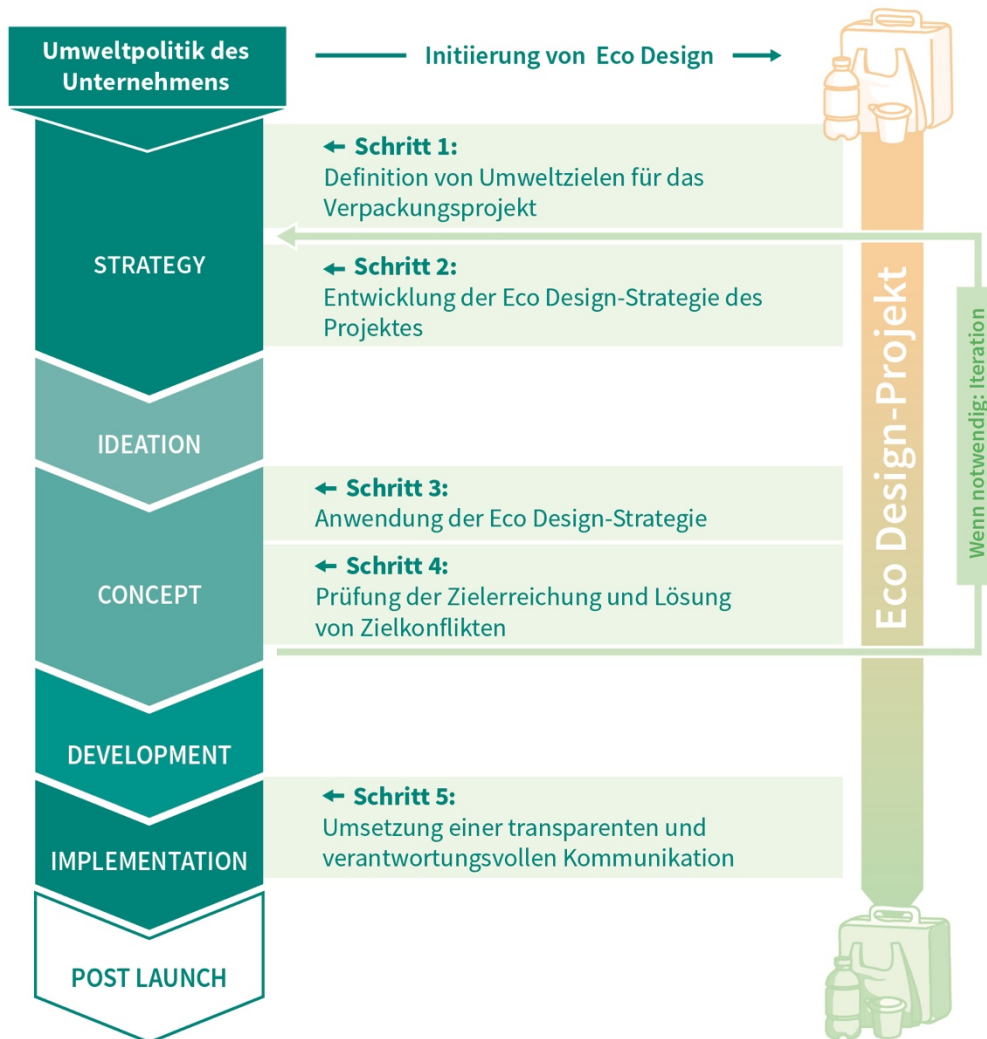 Umweltpolitik des
Unternehmens
Initiierung von Eco Design
← Schritt 1:
Definition von Umweltzielen für das
Verpackungsprojekt
STRATEGY
← Schritt 2:
Entwicklung der Eco Design-Strategie des
Projektes
IDEATION
← Schritt 3:
Anwendung der Eco Design-Strategie
CONCEPT
← Schritt 4:
Prüfung der Zielerreichung und Lösung
von Zielkonflikten
DEVELOPMENT
← Schritt 5:
Umsetzung einer transparenten und
verantwortungsvollen Kommunikation
IMPLEMENTATION
POST LAUNCH
Eco Design-Projekt
Wenn notwendig: Iteration